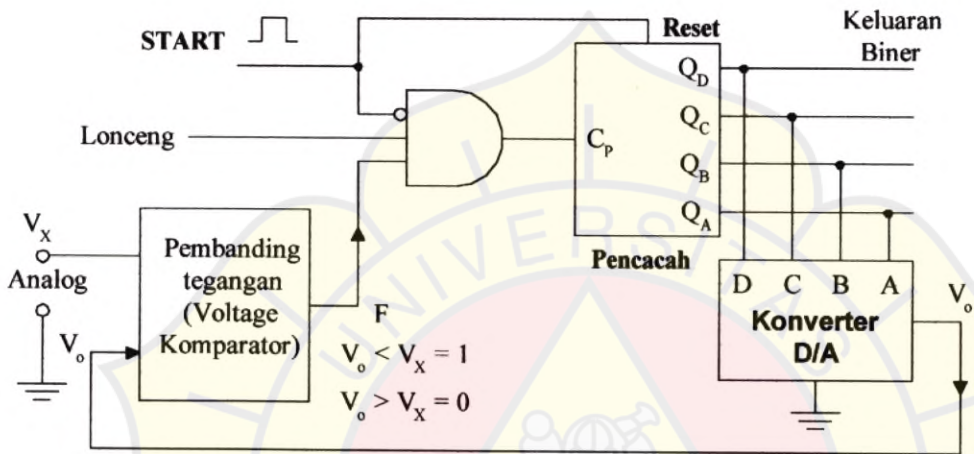 START
Reset
Keluaran
Biner
Q_D
Lonceng
Q_C
C_P
Q_B
Q_A
V_X
Analog
Pembanding
tegangan
(Voltage
Komparator)
Pencacah
F
D C B A
Konverter
D/A
V_o
V_o
V_o < V_X = 1
V_o > V_X = 0
UNIVERSITAS